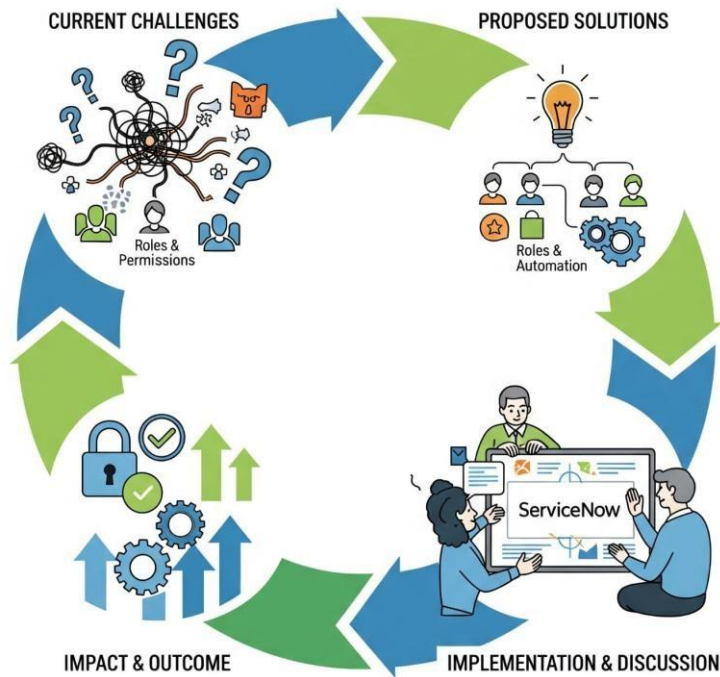 CURRENT CHALLENGES
PROPOSED SOLUTIONS
Roles &
Permissions
Roles &
Automation
ServiceNow
IMPACT & OUTCOME
IMPLEMENTATION & DISCUSSION